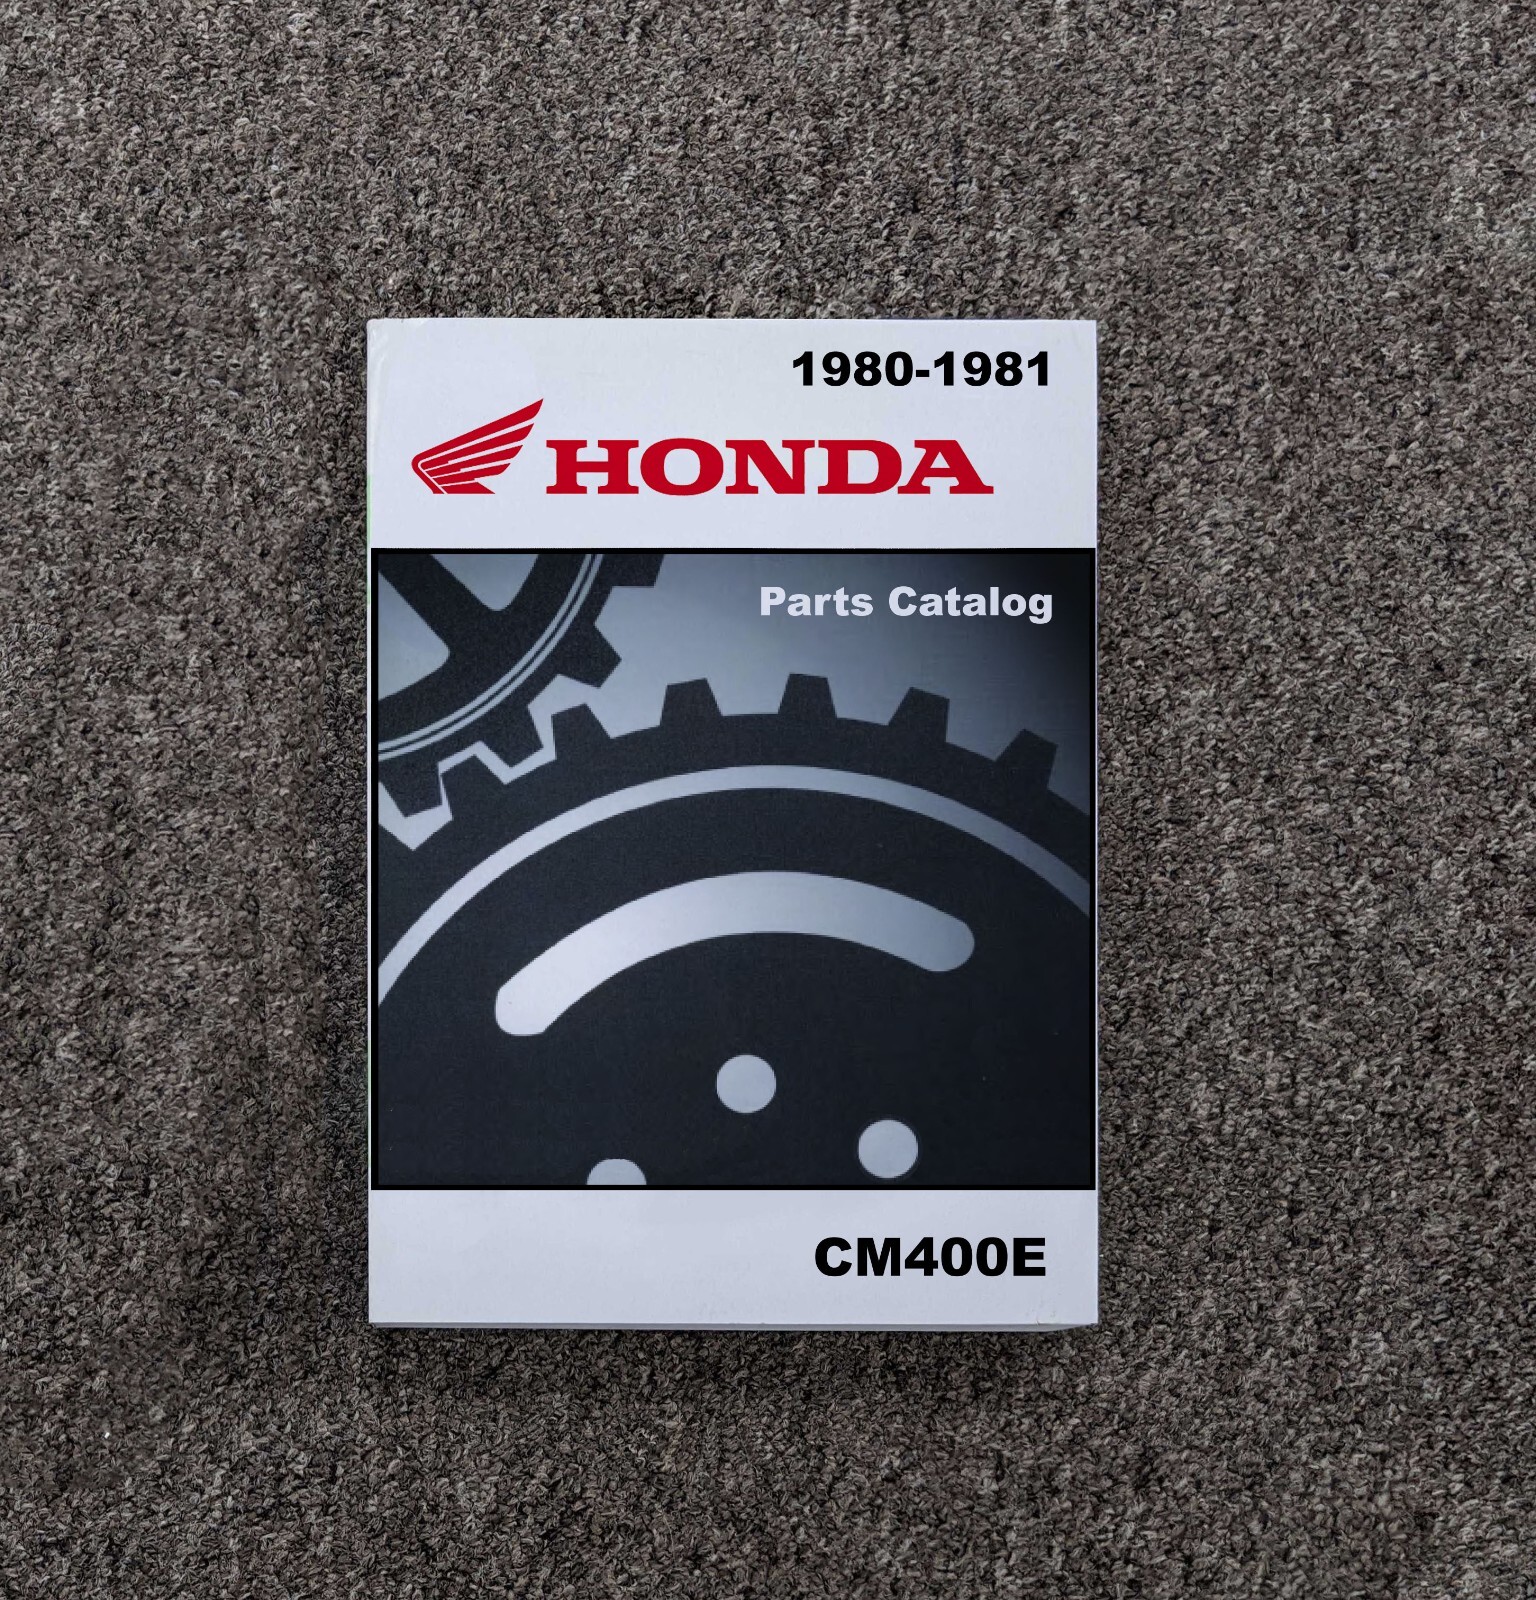 1980-1981
HONDA
Parts Catalog
CM400E